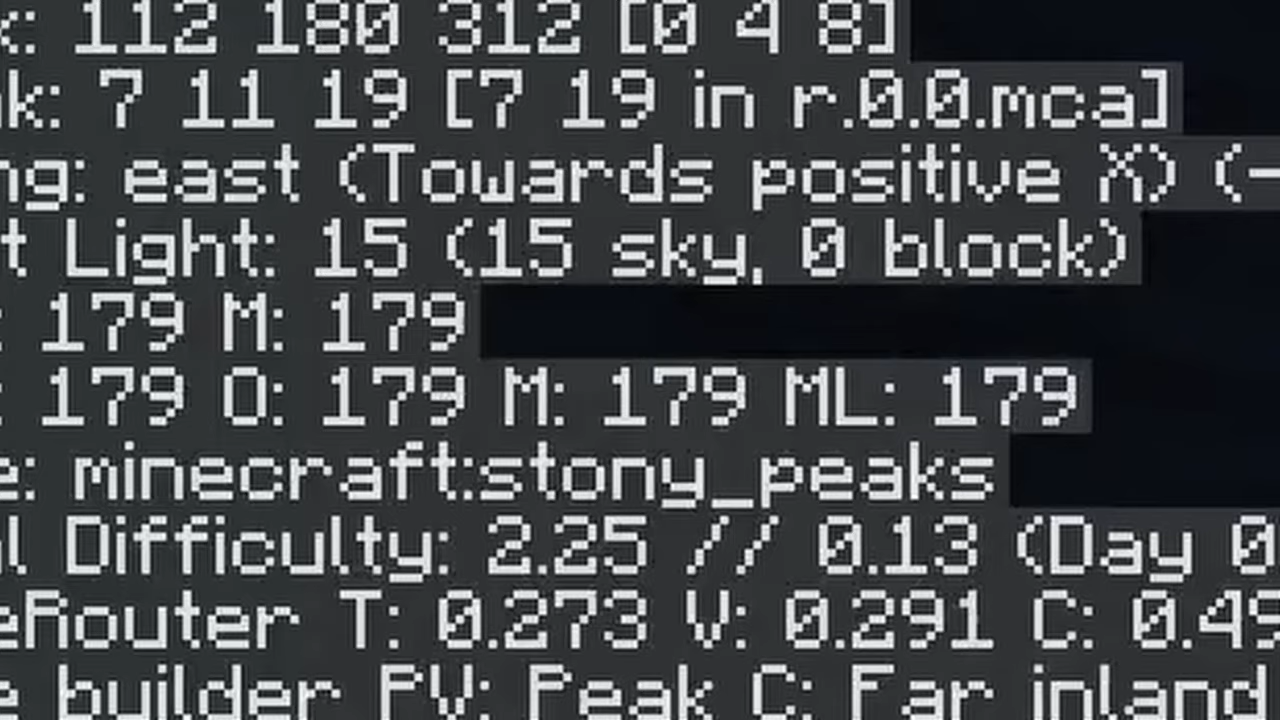 k: 112 180 312 [0 4 8]
nk: 7 11 19 [7 19 in r.0.0.mca]
ng: east (Towards positive X) (-
t Light: 15 (15 sky, 0 block)
: 179 M: 179
: 179 O: 179 M: 179 ML: 179
e: minecraft:stony_peaks
al Difficulty: 2.25 // 0.13 (Day 0
eRouter T: 0.273 V: 0.291 C: 0.49
e builder PV: Peak C: Far inland